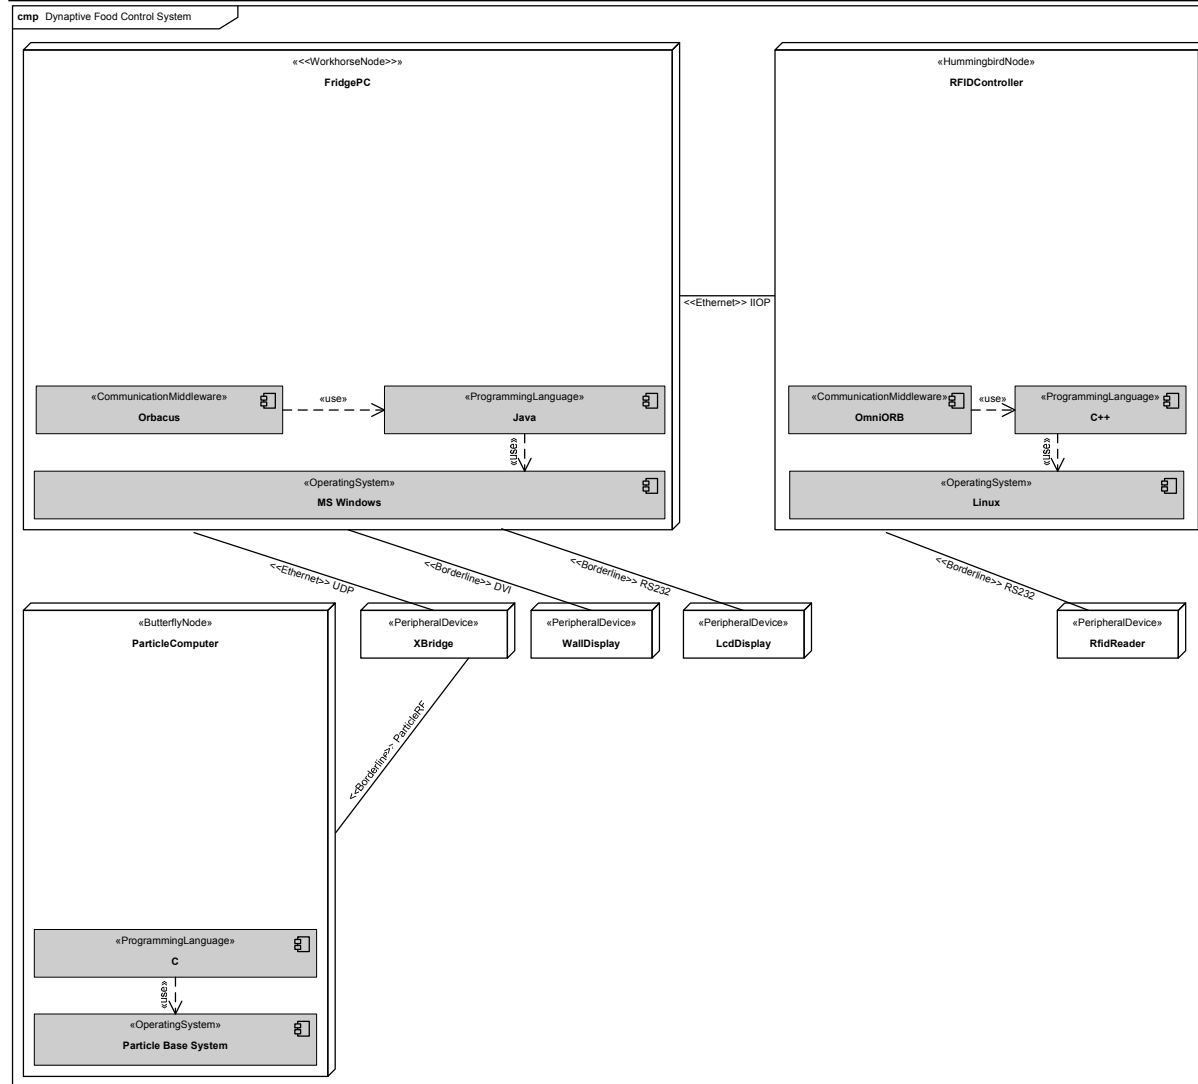 cmp Dynaptive Food Control System
«<<WorkhorseNode>>»
FridgePC
«HummingbirdNode»
RFIDController
<<Ethernet>> IIOP
«CommunicationMiddleware»
Orbacus
«use»
«ProgrammingLanguage»
Java
«use»
«OperatingSystem»
MS Windows
«CommunicationMiddleware»
OmniORB
«use»
«ProgrammingLanguage»
C++
«use»
«OperatingSystem»
Linux
<<Ethernet>> UDP
<<Borderline>> DVI
<<Borderline>> RS232
<<Borderline>> RS232
«ButterflyNode»
ParticleComputer
«PeripheralDevice»
XBridge
«PeripheralDevice»
WallDisplay
«PeripheralDevice»
LcdDisplay
«PeripheralDevice»
RfidReader
<<Borderline>> ParticleRF
«ProgrammingLanguage»
C
«use»
«OperatingSystem»
Particle Base System